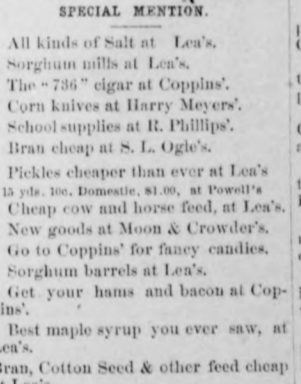 SPECIAL MENTION.
All kinds of Salt at Lea's.
Sorghum mills at Lea's.
The "736" cigar at Coppins'.
Corn knives at Harry Meyers'.
School supplies at R. Phillips'.
Bran cheap at S. L. Ogle's.
Pickles cheaper than ever at Lea's
15 yds. 10c. Domestic, $1.00, at Powell's
Cheap cow and horse feed, at Lea's.
New goods at Moon & Crowder's.
Go to Coppins' for fancy candies.
Sorghum barrels at Lea's.
Get your hams and bacon at Cop-
ins'.
Best maple syrup you ever saw, at
ea's.
ran, Cotton Seed & other feed cheap